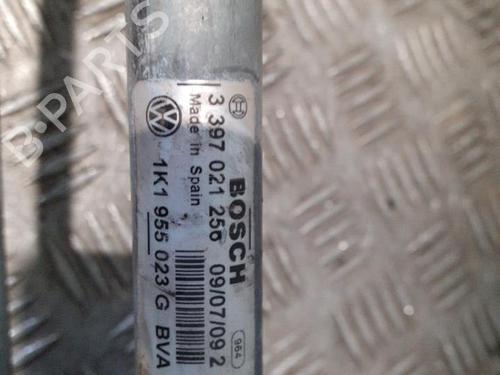 BOSCH
3 397 021 256 09/07/09 2
Made in Spain
964
1K1 955 023 G BVA
B-PARTS